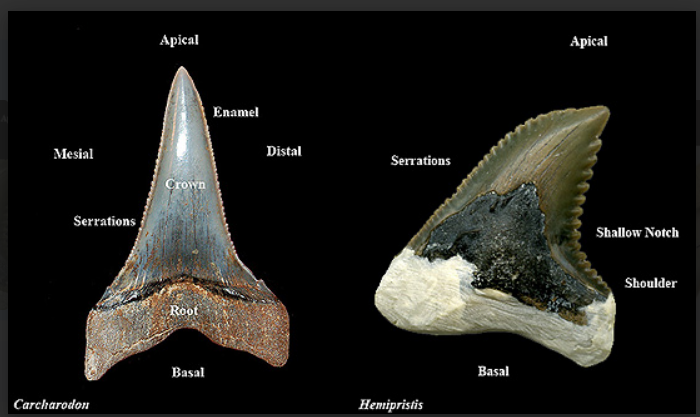 Apical
Enamel
Mesial
Distal
Crown
Serrations
Root
Basal
Carcharodon
Apical
Serrations
Shallow Notch
Shoulder
Basal
Hemipristis